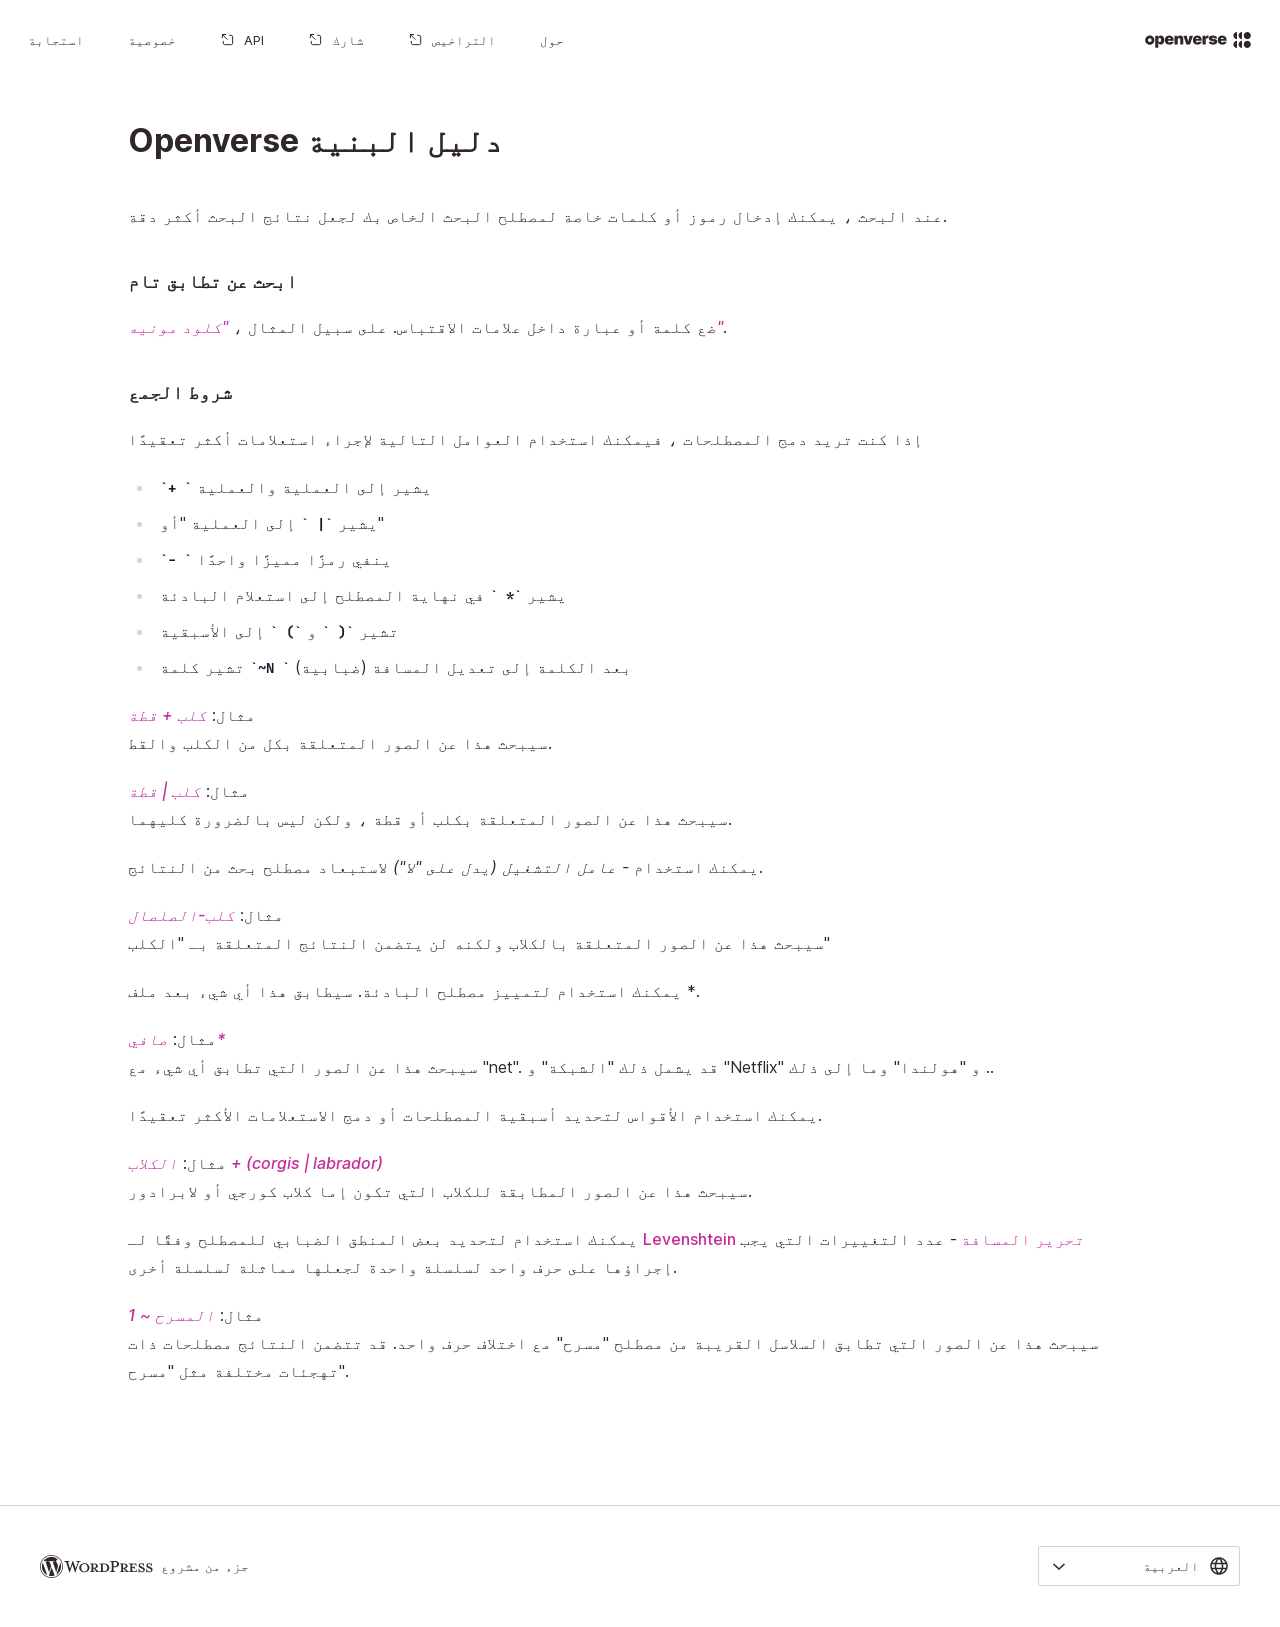 openverse
حول
التراخيص
شارك
API
خصوصية
استجابة
دليل البنية Openverse
عند البحث ، يمكنك إدخال رموز أو كلمات خاصة لمصطلح البحث الخاص بك لجعل نتائج البحث أكثر دقة.
ابحث عن تطابق تام
ضع كلمة أو عبارة داخل علامات الاقتباس. على سبيل المثال ، "كلود مونيه".
شروط الجمع
إذا كنت تريد دمج المصطلحات ، فيمكنك استخدام العوامل التالية لإجراء استعلامات أكثر تعقيدًا
`+ ` يشير إلى العملية والعملية
يشير `| ` إلى العملية "أو"
`- ` ينفي رمزًا مميزًا واحدًا
يشير `* ` في نهاية المصطلح إلى استعلام البادئة
تشير `( ` و `) ` إلى الأسبقية
تشير كلمة `~N ` بعد الكلمة إلى تعديل المسافة (ضبابية)
مثال: كلب + قطة
سيبحث هذا عن الصور المتعلقة بكل من الكلب والقط.
مثال: كلب | قطة
سيبحث هذا عن الصور المتعلقة بكلب أو قطة ، ولكن ليس بالضرورة كليهما.
يمكنك استخدام - عامل التشغيل (يدل على "لا") لاستبعاد مصطلح بحث من النتائج.
مثال: كلب-الصلصال
سيبحث هذا عن الصور المتعلقة بالكلاب ولكنه لن يتضمن النتائج المتعلقة بـ "الكلب"
يمكنك استخدام لتمييز مصطلح البادئة. سيطابق هذا أي شيء بعد ملف *.
مثال: صافي*
سيبحث هذا عن الصور التي تطابق أي شيء مع "net". قد يشمل ذلك "الشبكة" و "Netflix" و "هولندا" وما إلى ذلك ..
يمكنك استخدام الأقواس لتحديد أسبقية المصطلحات أو دمج الاستعلامات الأكثر تعقيدًا.
مثال: الكلاب + (corgis | labrador)
سيبحث هذا عن الصور المطابقة للكلاب التي تكون إما كلاب كورجي أو لابرادور.
يمكنك استخدام لتحديد بعض المنطق الضبابي للمصطلح وفقًا لـ Levenshtein تحرير المسافة - عدد التغييرات التي يجب
إجراؤها على حرف واحد لسلسلة واحدة لجعلها مماثلة لسلسلة أخرى.
مثال: المسرح ~ 1
سيبحث هذا عن الصور التي تطابق السلاسل القريبة من مصطلح "مسرح" مع اختلاف حرف واحد. قد تتضمن النتائج مصطلحات ذات
تهجئات مختلفة مثل "مسرح".
العربية
جزء من مشروع WORDPRESS